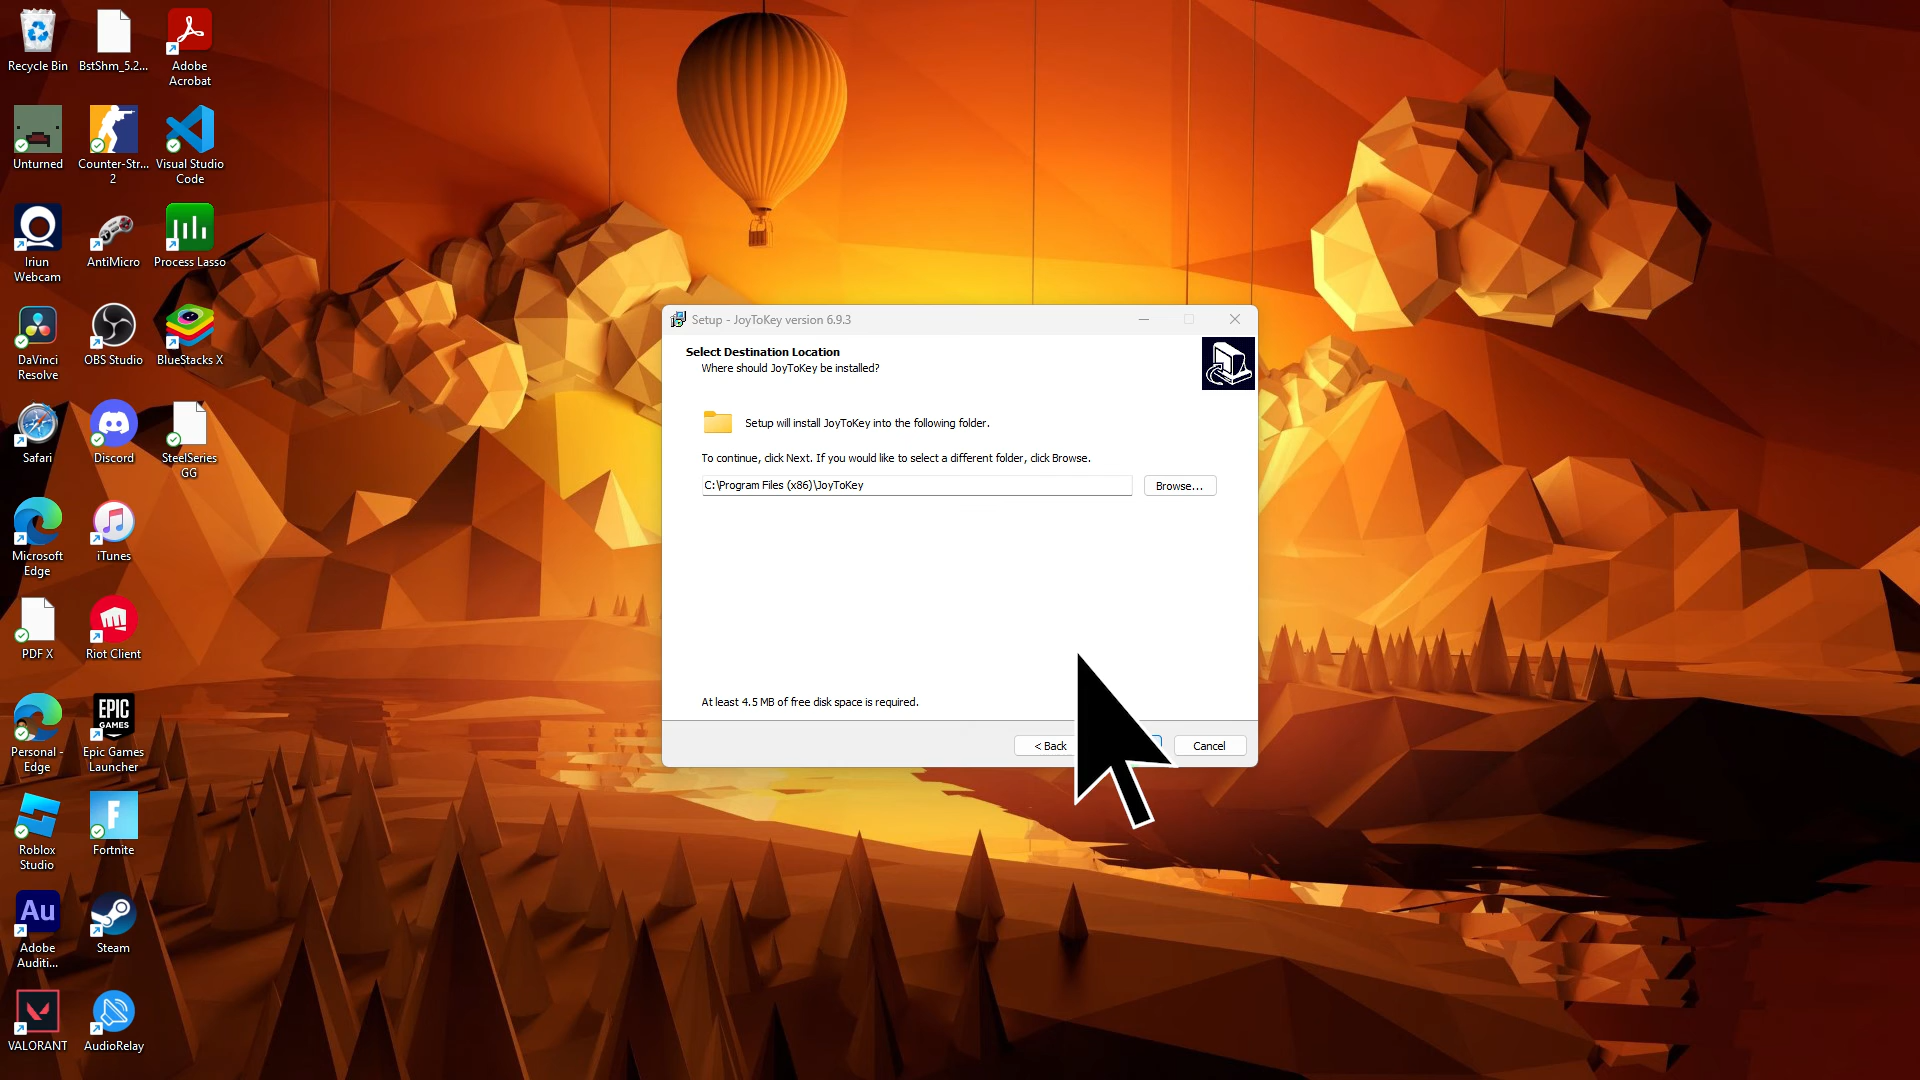 Recycle Bin
BstShm_5.2...
Adobe
Acrobat
Unturned
Counter-Str...
2
Visual Studio
Code
Iriun
Webcam
AntiMicro
Process Lasso
DaVinci
Resolve
OBS Studio
BlueStacks X
Safari
Discord
SteelSeries
GG
Microsoft
Edge
iTunes
PDF X
Riot Client
Personal -
Edge
EPIC
GAMES
Epic Games
Launcher
Roblox
Studio
F
Fortnite
Au
Adobe
Auditi...
Steam
VALORANT
AudioRelay
Setup - JoyToKey version 6.9.3
Select Destination Location
Where should JoyToKey be installed?
Setup will install JoyToKey into the following folder.
To continue, click Next. If you would like to select a different folder, click Browse.
C:\Program Files (x86)\JoyToKey
Browse...
At least 4.5 MB of free disk space is required.
< Back
Cancel